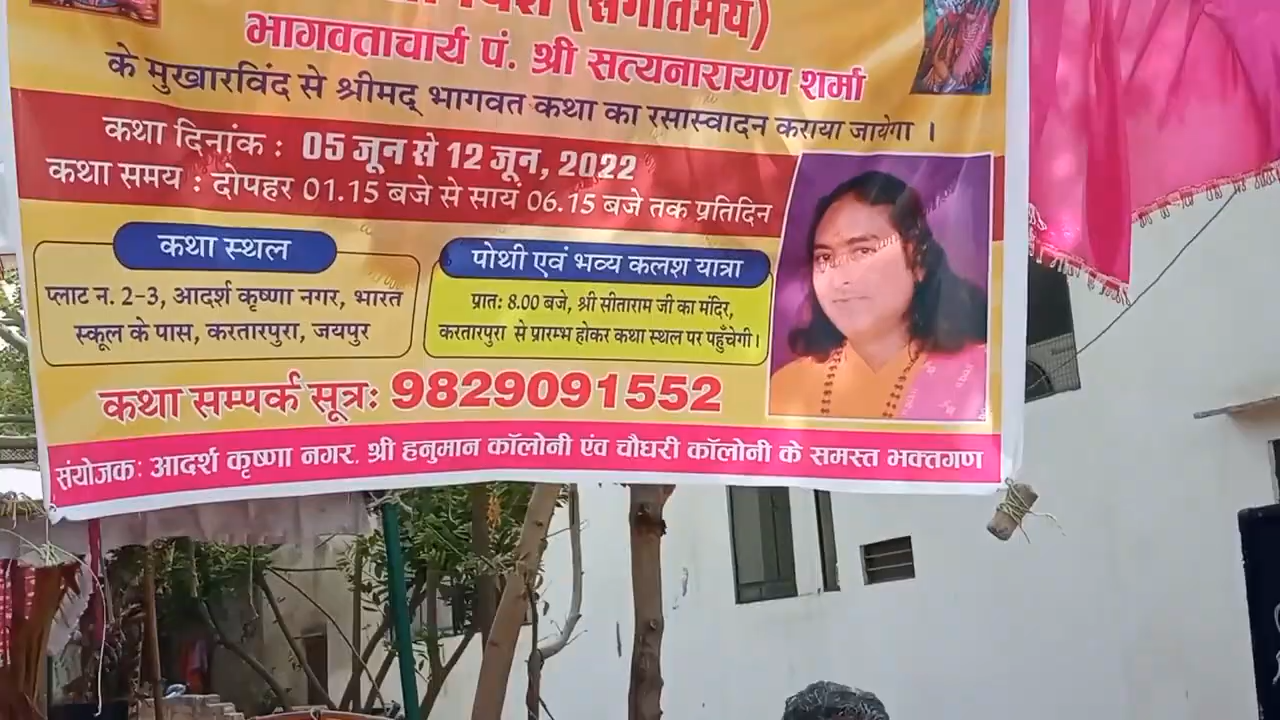 (संगीतमय)
भागवताचार्य पं. श्री सत्यनारायण शर्मा
के मुखारविंद से श्रीमद् भागवत कथा का रसास्वादन कराया जायेगा ।
कथा दिनांक : 05 जून से 12 जून, 2022
कथा समय : दोपहर 01.15 बजे से सायं 06.15 बजे तक प्रतिदिन
कथा स्थल
प्लाट न. 2-3, आदर्श कृष्णा नगर, भारत
स्कूल के पास, करतारपुरा, जयपुर
पोथी एवं भव्य कलश यात्रा
प्रातः 8.00 बजे, श्री सीताराम जी का मंदिर,
करतारपुरा से प्रारम्भ होकर कथा स्थल पर पहुँचेगी।
कथा सम्पर्क सूत्रः 9829091552
संयोजकः आदर्श कृष्णा नगर, श्री हनुमान कॉलोनी एंव चौधरी कॉलोनी के समस्त भक्तगण